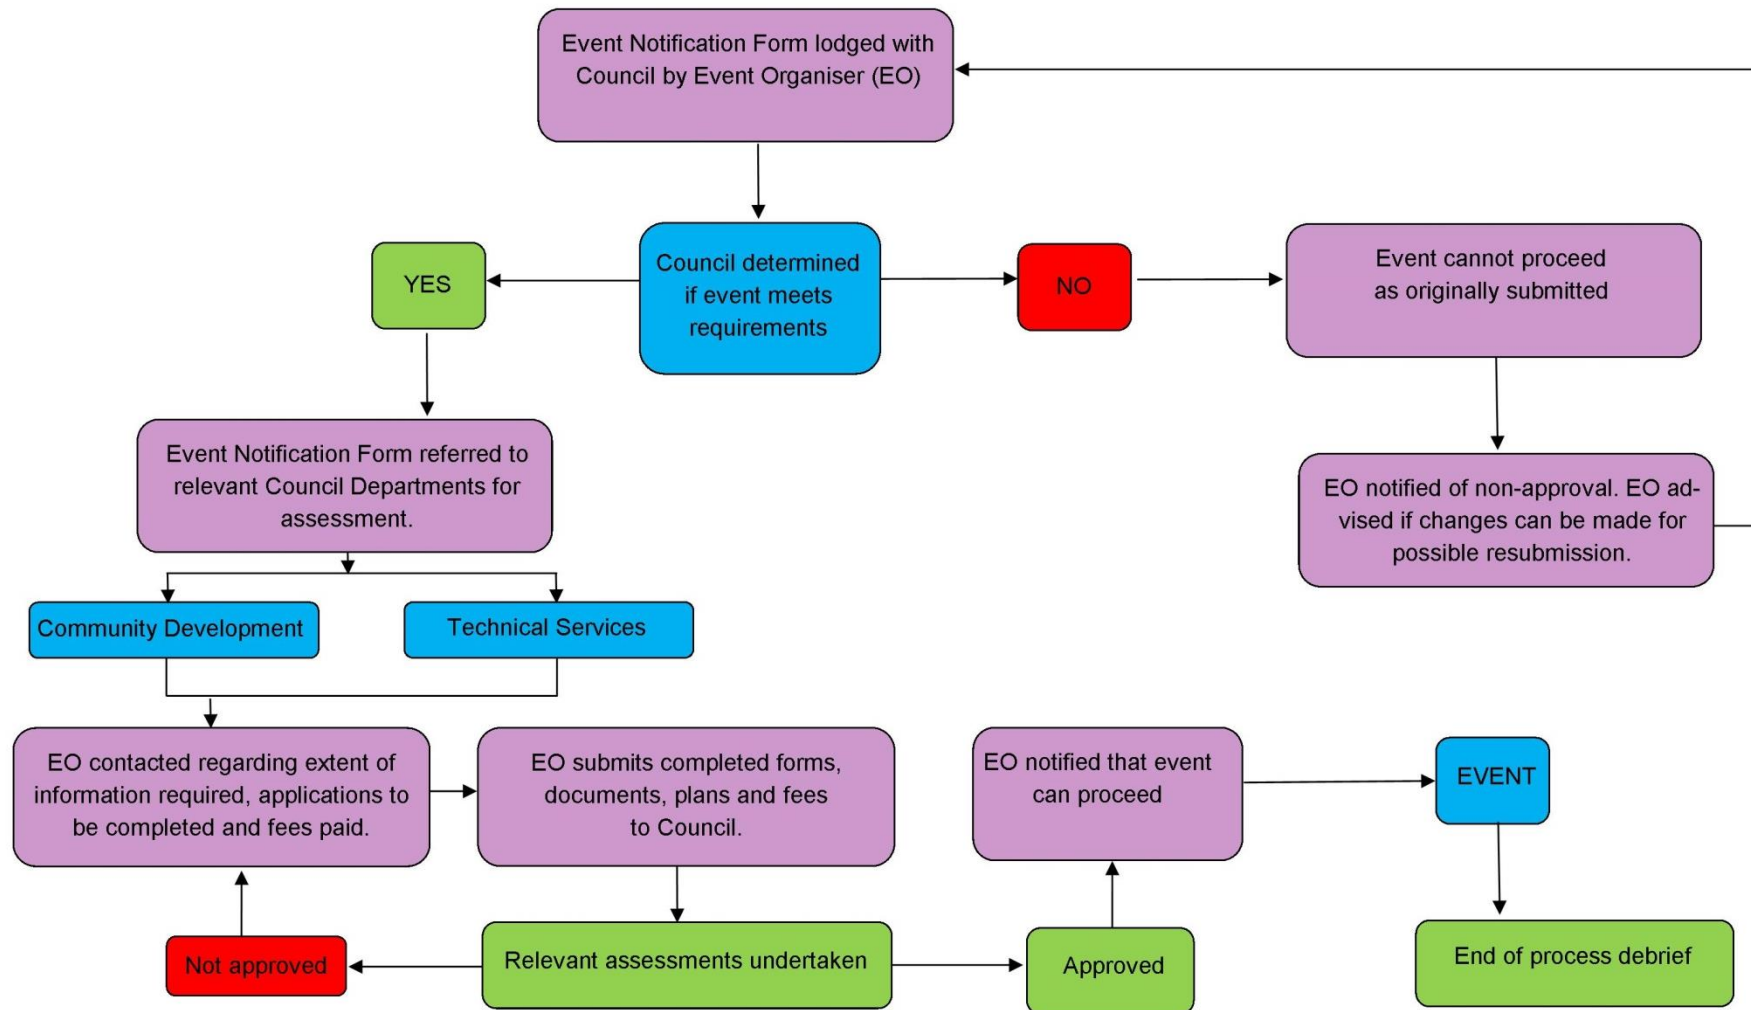 Event Notification Form lodged with
Council by Event Organiser (EO)
YES
Council determined
if event meets
requirements
NO
Event cannot proceed
as originally submitted
Event Notification Form referred to
relevant Council Departments for
assessment.
EO notified of non-approval. EO ad-
vised if changes can be made for
possible resubmission.
Community Development
Technical Services
EO contacted regarding extent of
information required, applications to
be completed and fees paid.
EO submits completed forms,
documents, plans and fees
to Council.
EO notified that event
can proceed
EVENT
Not approved
Relevant assessments undertaken
Approved
End of process debrief